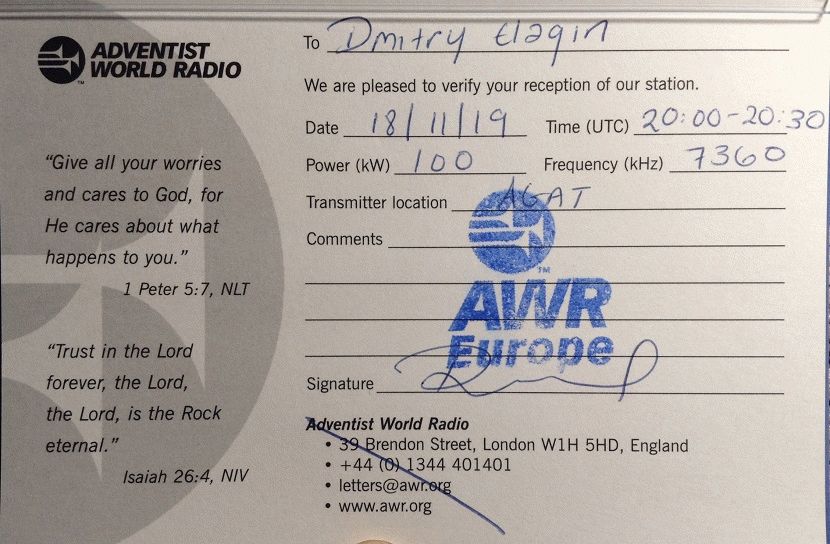 ADVENTIST
WORLD RADIO
™
"Give all your worries
and cares to God, for
He cares about what
happens to you."
1 Peter 5:7, NLT
"Trust in the Lord
forever, the Lord,
the Lord, is the Rock
eternal."
Isaiah 26:4, NIV
To Dmitry Elagin
We are pleased to verify your reception of our station.
Date 18/11/19 Time (UTC) 20:00-20:30
Power (kW) 100 Frequency (kHz) 7360
Transmitter location AGAT
Comments
™
AWR
Europe
Signature
Adventist World Radio
• 39 Brendon Street, London W1H 5HD, England
• +44 (0) 1344 401401
• letters@awr.org
• www.awr.org